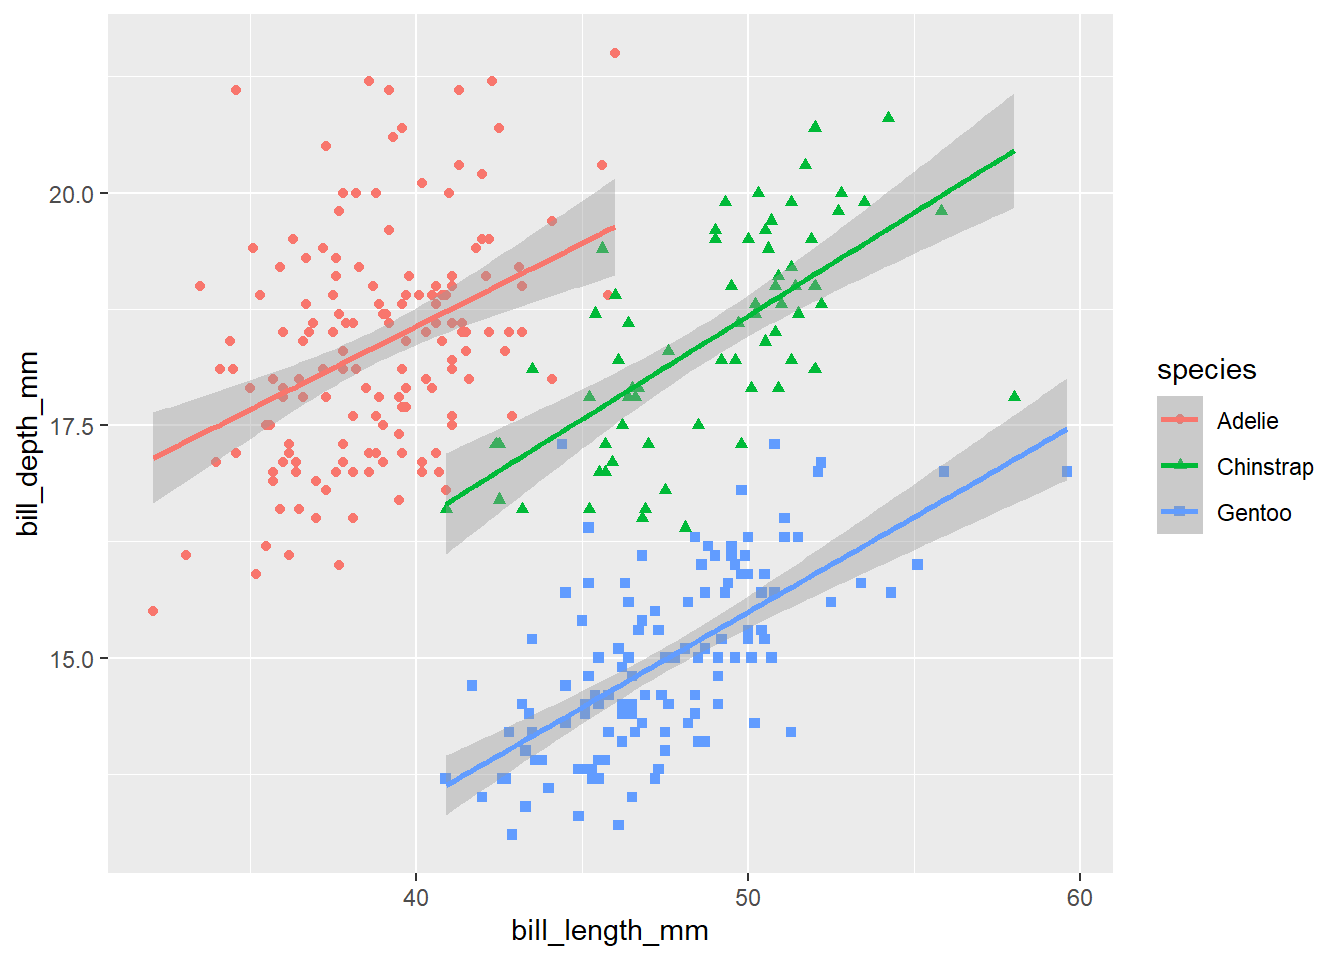 20.0
17.5
15.0
bill_depth_mm
40
50
60
bill_length_mm
species
Adelie
Chinstrap
Gentoo